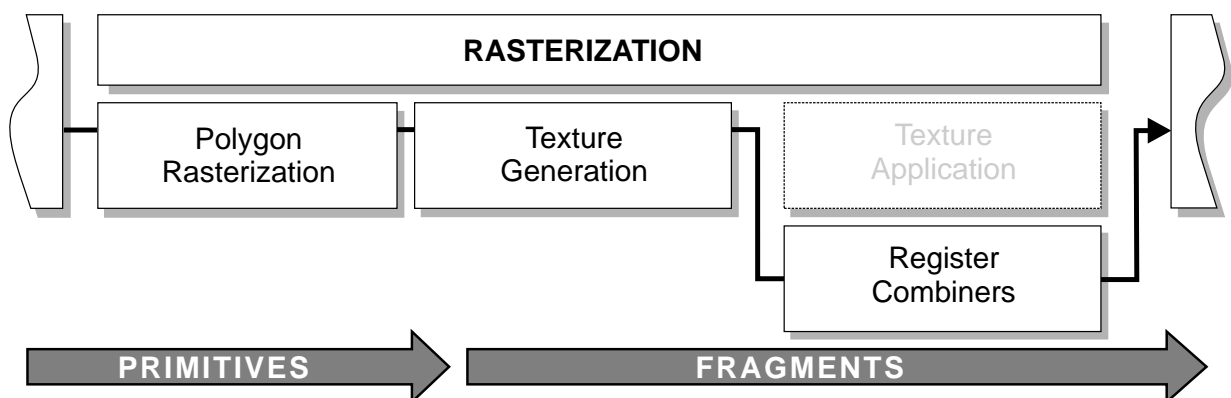 RASTERIZATION
Polygon
Rasterization
Texture
Generation
Texture
Application
Register
Combiners
PRIMITIVES
FRAGMENTS